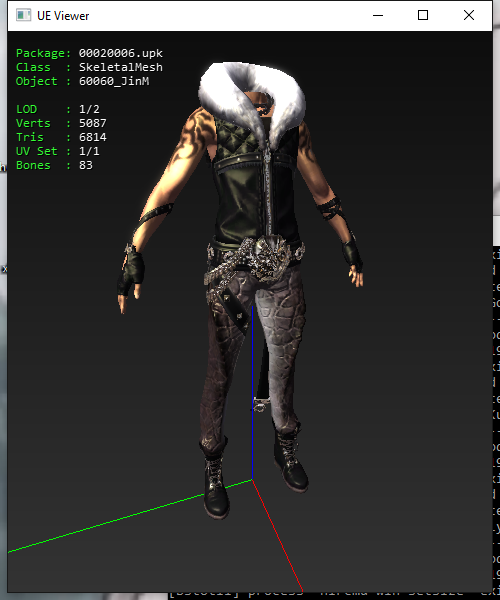 UE Viewer
Package: 00020006.upk
Class : SkeletalMesh
Object : 60060_JinM
LOD : 1/2
Verts : 5087
Tris : 6814
UV Set : 1/1
Bones : 83